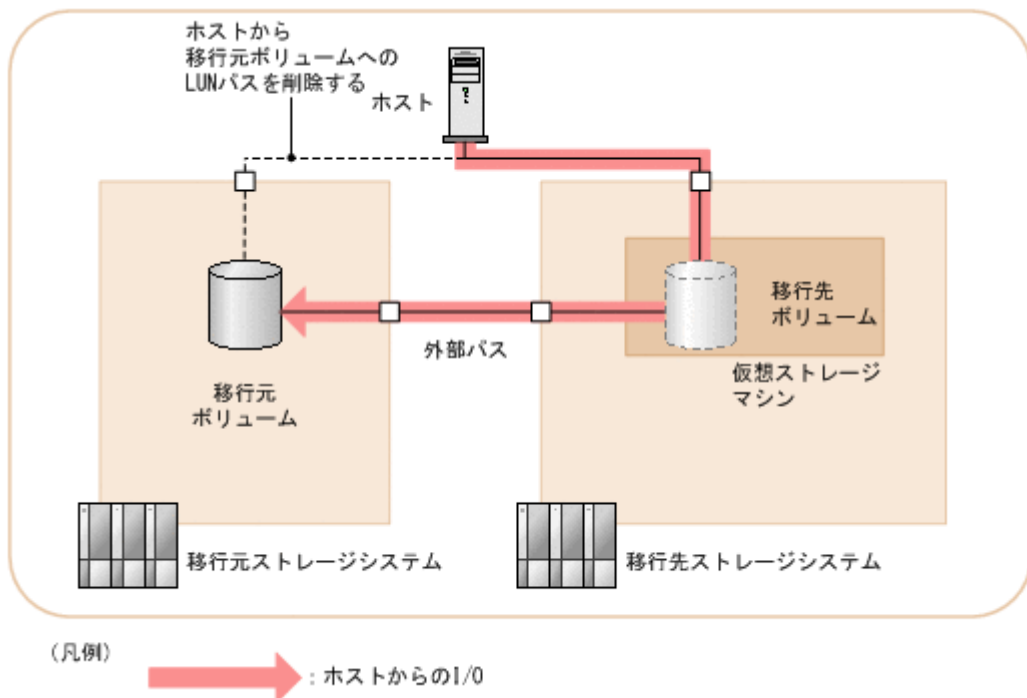 ホストから
移行元ボリュームへの
LUNパスを削除する
ホスト
移行先
ボリューム
外部パス
仮想ストレージ
マシン
移行元
ボリューム
移行元ストレージシステム
移行先ストレージシステム
(凡例)
：ホストからのI/O